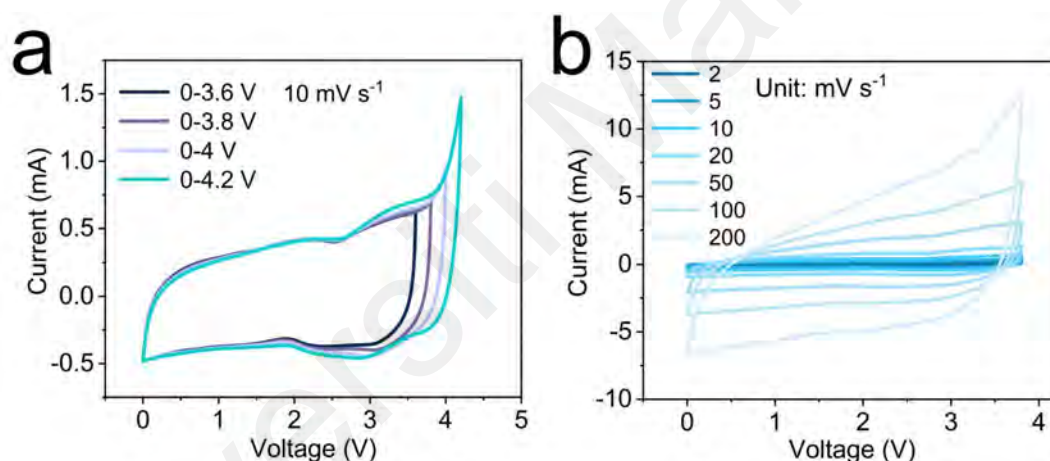 a
1.5
1.0
0.5
0.0
-0.5
0
1
2
3
4
5
Voltage (V)
Current (mA)
0-3.6 V
0-3.8 V
0-4 V
0-4.2 V
10 mV s⁻¹
b
15
10
5
0
-5
-10
0
1
2
3
4
Voltage (V)
Current (mA)
2
5
10
20
50
100
200
Unit: mV s⁻¹